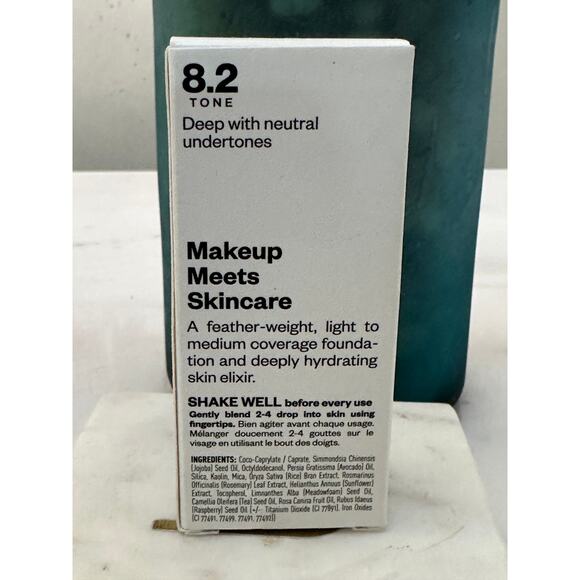 8.2
TONE
Deep with neutral
undertones
Makeup
Meets
Skincare
A feather-weight, light to
medium coverage founda-
tion and deeply hyrdrating
skin elixir.
SHAKE WELL before every use
Gently blend 2-4 drop into skin using
fingertips. Bien agiter avant chaque usage.
Mélanger doucement 2-4 gouttes sur le
visage en utilisant le bout des doigts.
INGREDIENTS: Coco-Caprylate / Caprate, Simmondsia Chinensis
(Jojoba) Seed Oil, Octyldodecanol, Persia Gratissima (Avocado) Oil,
Silica, Kaolin, Mica, Oryza Sativa (Rice) Bran Extract, Rosmarinus
Officinalis (Rosemary) Leaf Extract, Helianthus Annuus (Sunflower)
Extract, Tocopherol, Limnanthes Alba (Meadowfoam) Seed Oil,
Camellia Oleifera (Tea) Seed Oil, Rosa Canina Fruit Oil, Rubus Idaeus
(Raspberry) Seed Oil (+/- Titanium Dioxide (CI 77891), Iron Oxides
(CI 77491, 77499, 77491, 77492))